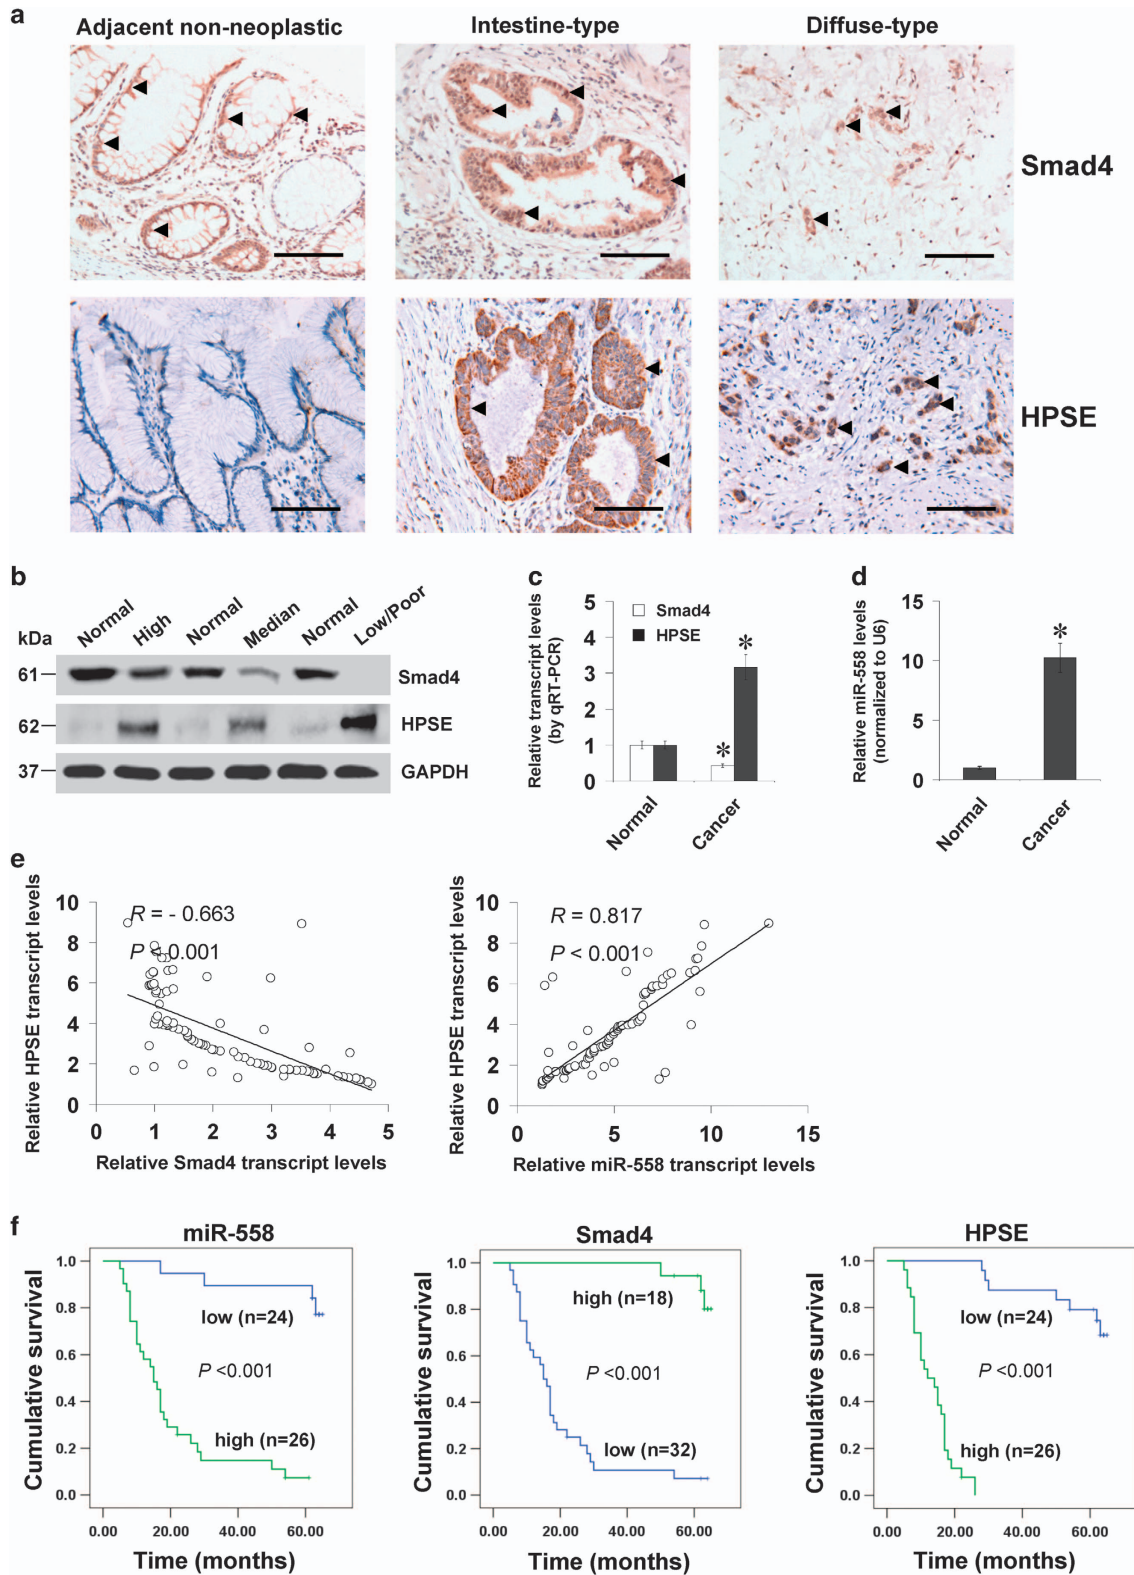 a
Adjacent non-neoplastic
Intestine-type
Diffuse-type
Smad4
HPSE
b
kDa
Normal
High
Normal
Median
Normal
Low/Poor
61
Smad4
62
HPSE
37
GAPDH
c
Relative transcript levels
(by qRT-PCR)
5
4
3
2
1
0
Smad4
HPSE
*
*
Normal
Cancer
d
Relative miR-558 levels
(normalized to U6)
15
10
5
0
*
Normal
Cancer
e
Relative HPSE transcript levels
10
8
6
4
2
0
R = - 0.663
P < 0.001
0 1 2 3 4 5
Relative Smad4 transcript levels
Relative HPSE transcript levels
10
8
6
4
2
0
R = 0.817
P < 0.001
0 5 10 15
Relative miR-558 transcript levels
f
miR-558
Cumulative survival
1.0
0.8
0.6
0.4
0.2
0.0
low (n=24)
P <0.001
high (n=26)
0.00 20.00 40.00 60.00
Time (months)
Smad4
Cumulative survival
1.0
0.8
0.6
0.4
0.2
0.0
high (n=18)
P <0.001
low (n=32)
0.00 20.00 40.00 60.00
Time (months)
HPSE
Cumulative survival
1.0
0.8
0.6
0.4
0.2
0.0
low (n=24)
P <0.001
high (n=26)
0.00 20.00 40.00 60.00
Time (months)